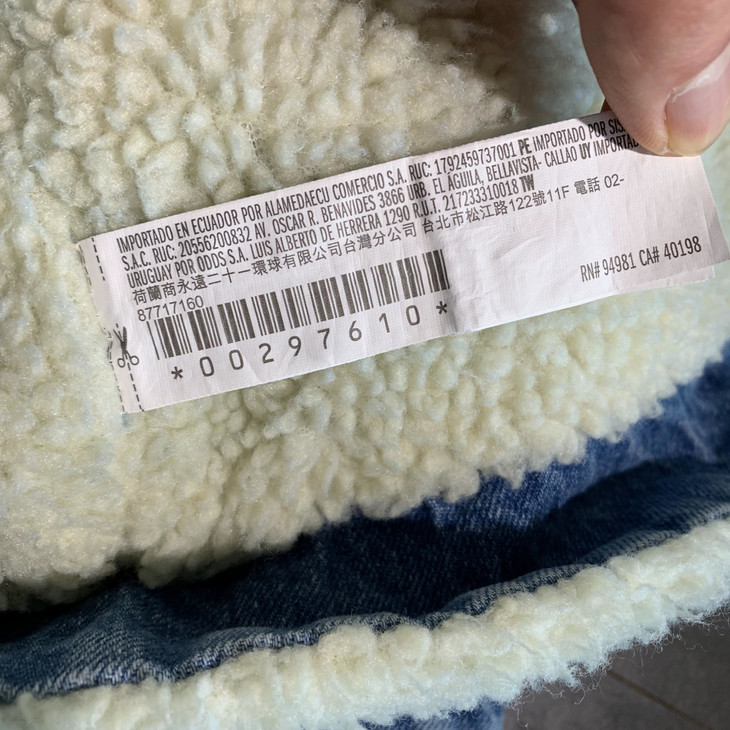 IMPORTADO EN ECUADOR POR ALAMEDAECU COMERCIO S.A. RUC: 1792459737001 PE IMPORTADO POR
S.A.C. RUC: 20556200832 AV. OSCAR R. BENAVIDES 3866 URB. EL ÁGUILA, BELLAVISTA- CALLAO UY
URUGUAY POR ODDS S.A. LUIS ALBERTO DE HERRERA 1290 R.U.T. 217233310018 TW
荷蘭商永遠二十一環球有限公司台灣分公司 台北市松江路122號11F 電話 02-
87717160
RN# 94981 CA# 40198
*00297610*